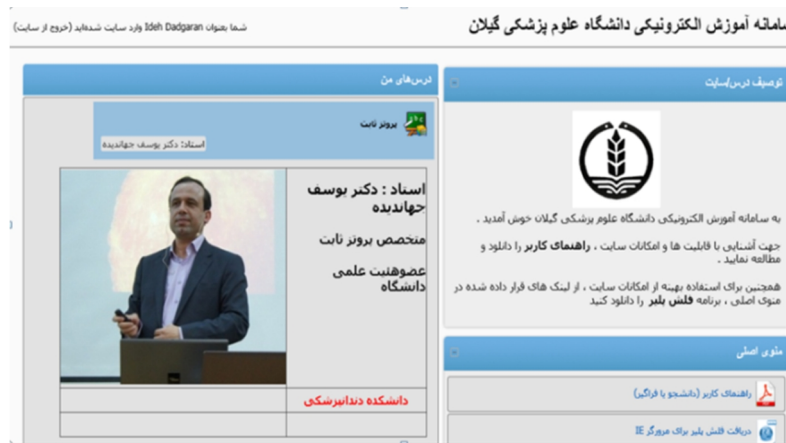 سامانه آموزش الکترونیکی دانشگاه علوم پزشکی گیلان
شما بعنوان Ideh Dadgaran وارد سایت شده‌اید (خروج از سایت)
توصیف درس/سایت
به سامانه آموزش الکترونیکی دانشگاه علوم پزشکی گیلان خوش آمدید .
جهت آشنایی با قابلیت ها و امکانات سایت ، راهنمای کاربر را دانلود و
مطالعه نمایید .
همچنین برای استفاده بهینه از امکانات سایت ، از لینک های قرار داده شده در
منوی اصلی ، برنامه فلش پلیر را دانلود کنید
منوی اصلی
راهنمای کاربر (دانشجو یا فراگیر)
دریافت فلش پلیر برای مرورگر IE
درس‌های من
پروتز ثابت
استاد: دکتر یوسف جهاندیده
استاد : دکتر یوسف
جهاندیده
متخصص پروتز ثابت
عضوهئیت علمی
دانشگاه
دانشکده دندانپزشکی